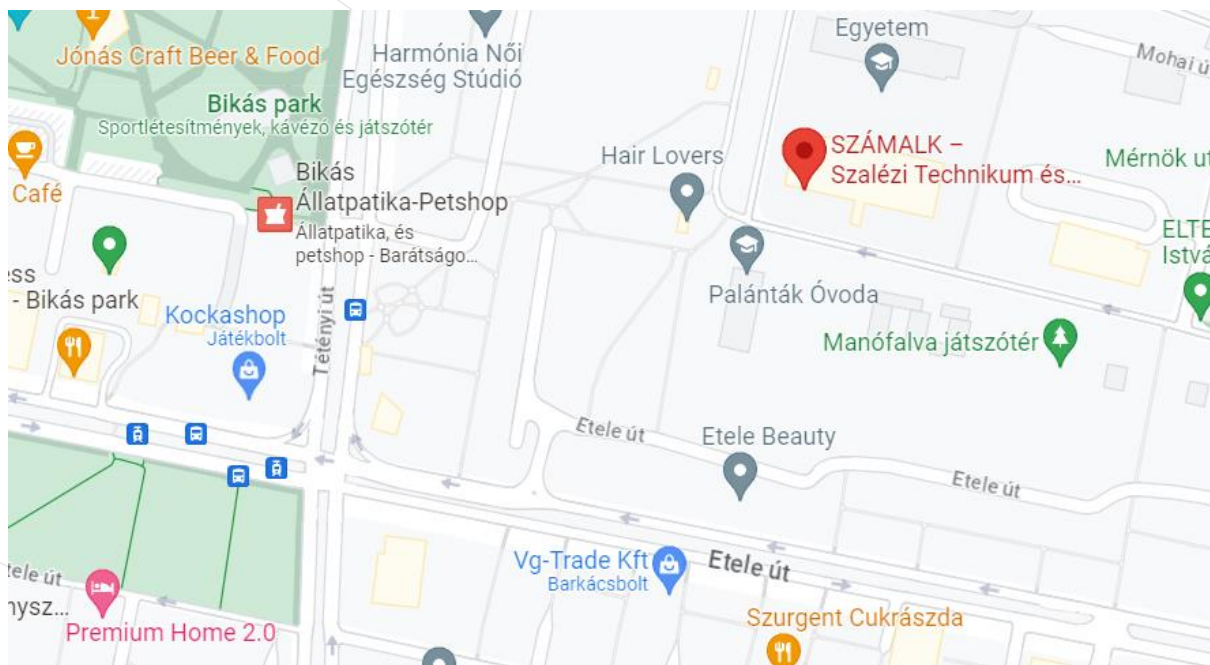 Jónás Craft Beer & Food
Harmónia Női
Egészség Stúdió
Egyetem
Mohai ú
Bikás park
Sportlétesítmények, kávézó és játszótér
Café
Bikás
Állatpatika-Petshop
Állatpatika, és
petshop - Barátságo...
Hair Lovers
SZÁMALK –
Szalézi Technikum és...
Mérnök ut
ELTE
Istvá
ess
- Bikás park
Kockashop
Játékbolt
Tétényi út
Palánták Óvoda
Manófalva játszótér
Etele út
Etele Beauty
Etele út
Vg-Trade Kft
Barkácsbolt
Etele út
tele út
nysz...
Premium Home 2.0
Szurgent Cukrászda